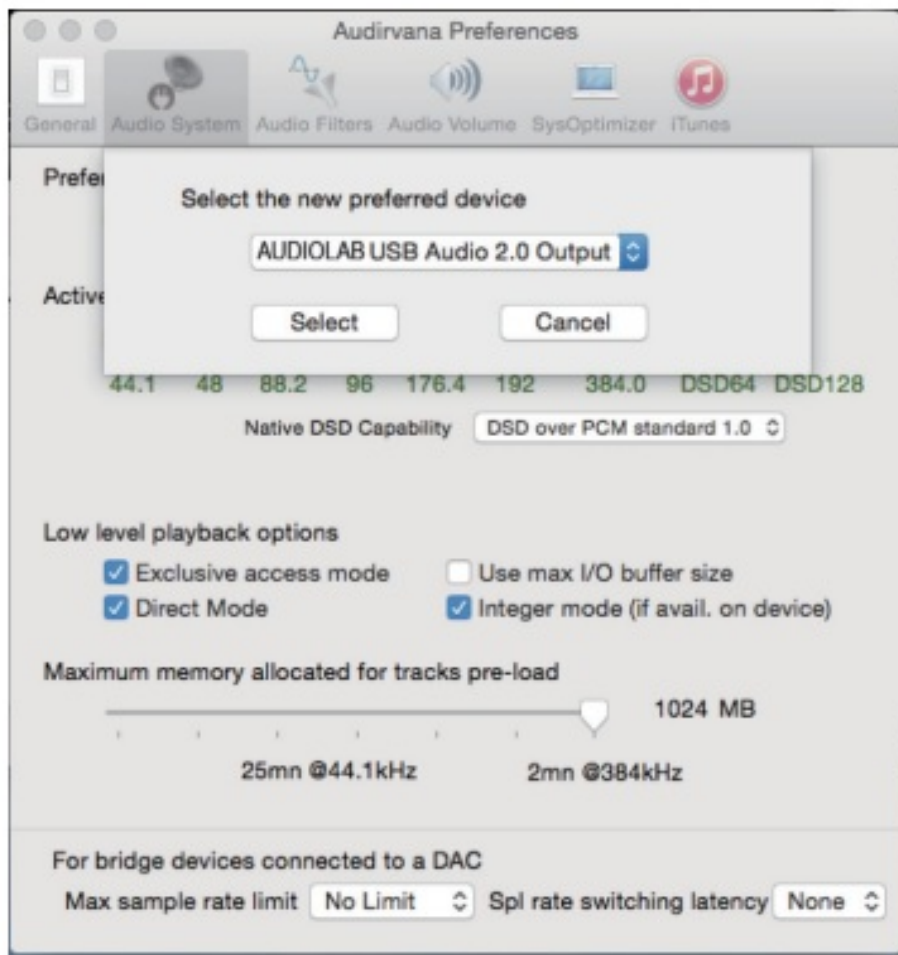 Audirvana Preferences
General Audio System Audio Filters Audio Volume SysOptimizer iTunes
Prefe
Select the new preferred device
AUDIOLAB USB Audio 2.0 Output
Active
Select Cancel
44.1 48 88.2 96 176.4 192 384.0 DSD64 DSD128
Native DSD Capability DSD over PCM standard 1.0
Low level playback options
Exclusive access mode Use max I/O buffer size
Direct Mode Integer mode (if avail. on device)
Maximum memory allocated for tracks pre-load
1024 MB
25mn @44.1kHz 2mn @384kHz
For bridge devices connected to a DAC
Max sample rate limit No Limit Spl rate switching latency None